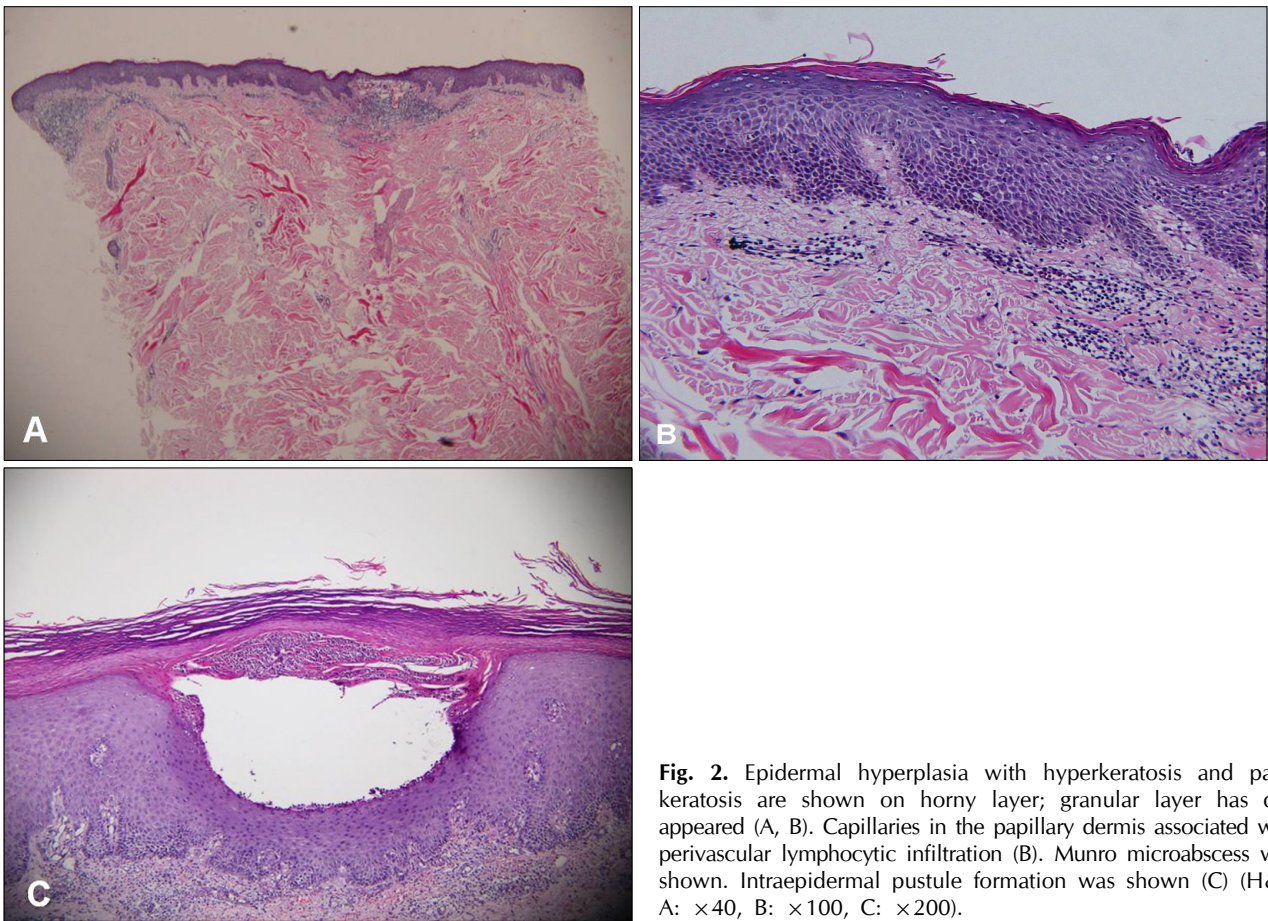 A
B
C
Fig. 2. Epidermal hyperplasia with hyperkeratosis and pa
keratosis are shown on horny layer; granular layer has
appeared (A, B). Capillaries in the papillary dermis associated
perivascular lymphocytic infiltration (B). Munro microabscess
shown. Intraepidermal pustule formation was shown (C)
A: ×40, B: ×100, C: ×200).